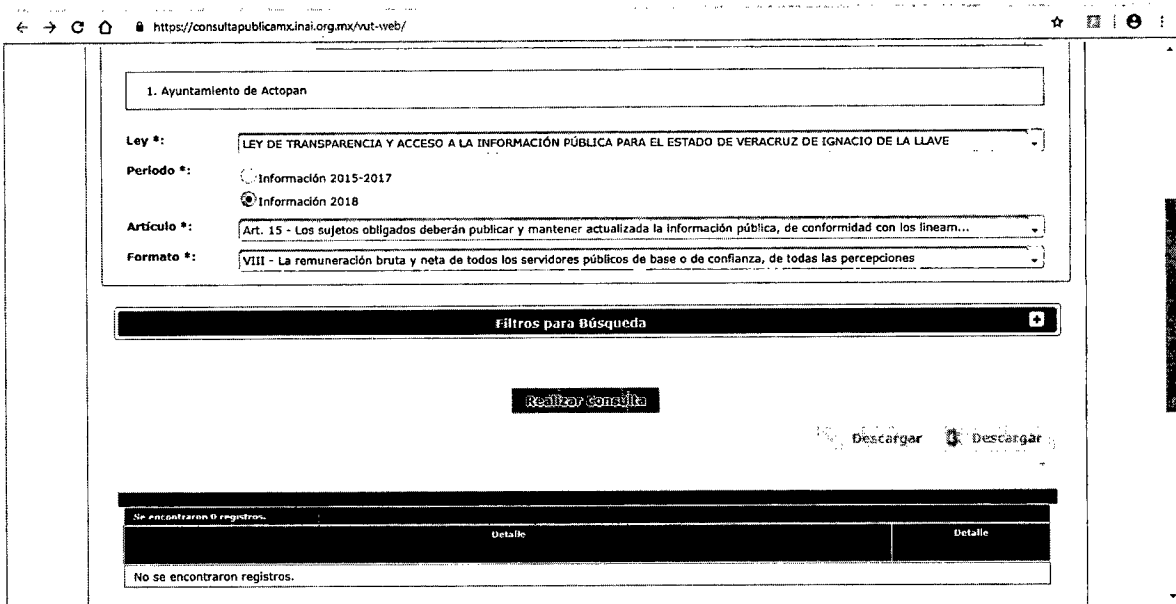 https://consultapublicamx.inai.org.mx/vut-web/
1. Ayuntamiento de Actopan
Ley *: LEY DE TRANSPARENCIA Y ACCESO A LA INFORMACIÓN PÚBLICA PARA EL ESTADO DE VERACRUZ DE IGNACIO DE LA LLAVE
Periodo *: Información 2015-2017
Información 2018
Artículo *: Art. 15 - Los sujetos obligados deberán publicar y mantener actualizada la información pública, de conformidad con los lineam...
Formato *: VIII - La remuneración bruta y neta de todos los servidores públicos de base o de confianza, de todas las percepciones
Filtros para Búsqueda
Realizar Consulta
Descargar Descargar
Se encontraron 0 registros.
Detalle Detalle
No se encontraron registros.